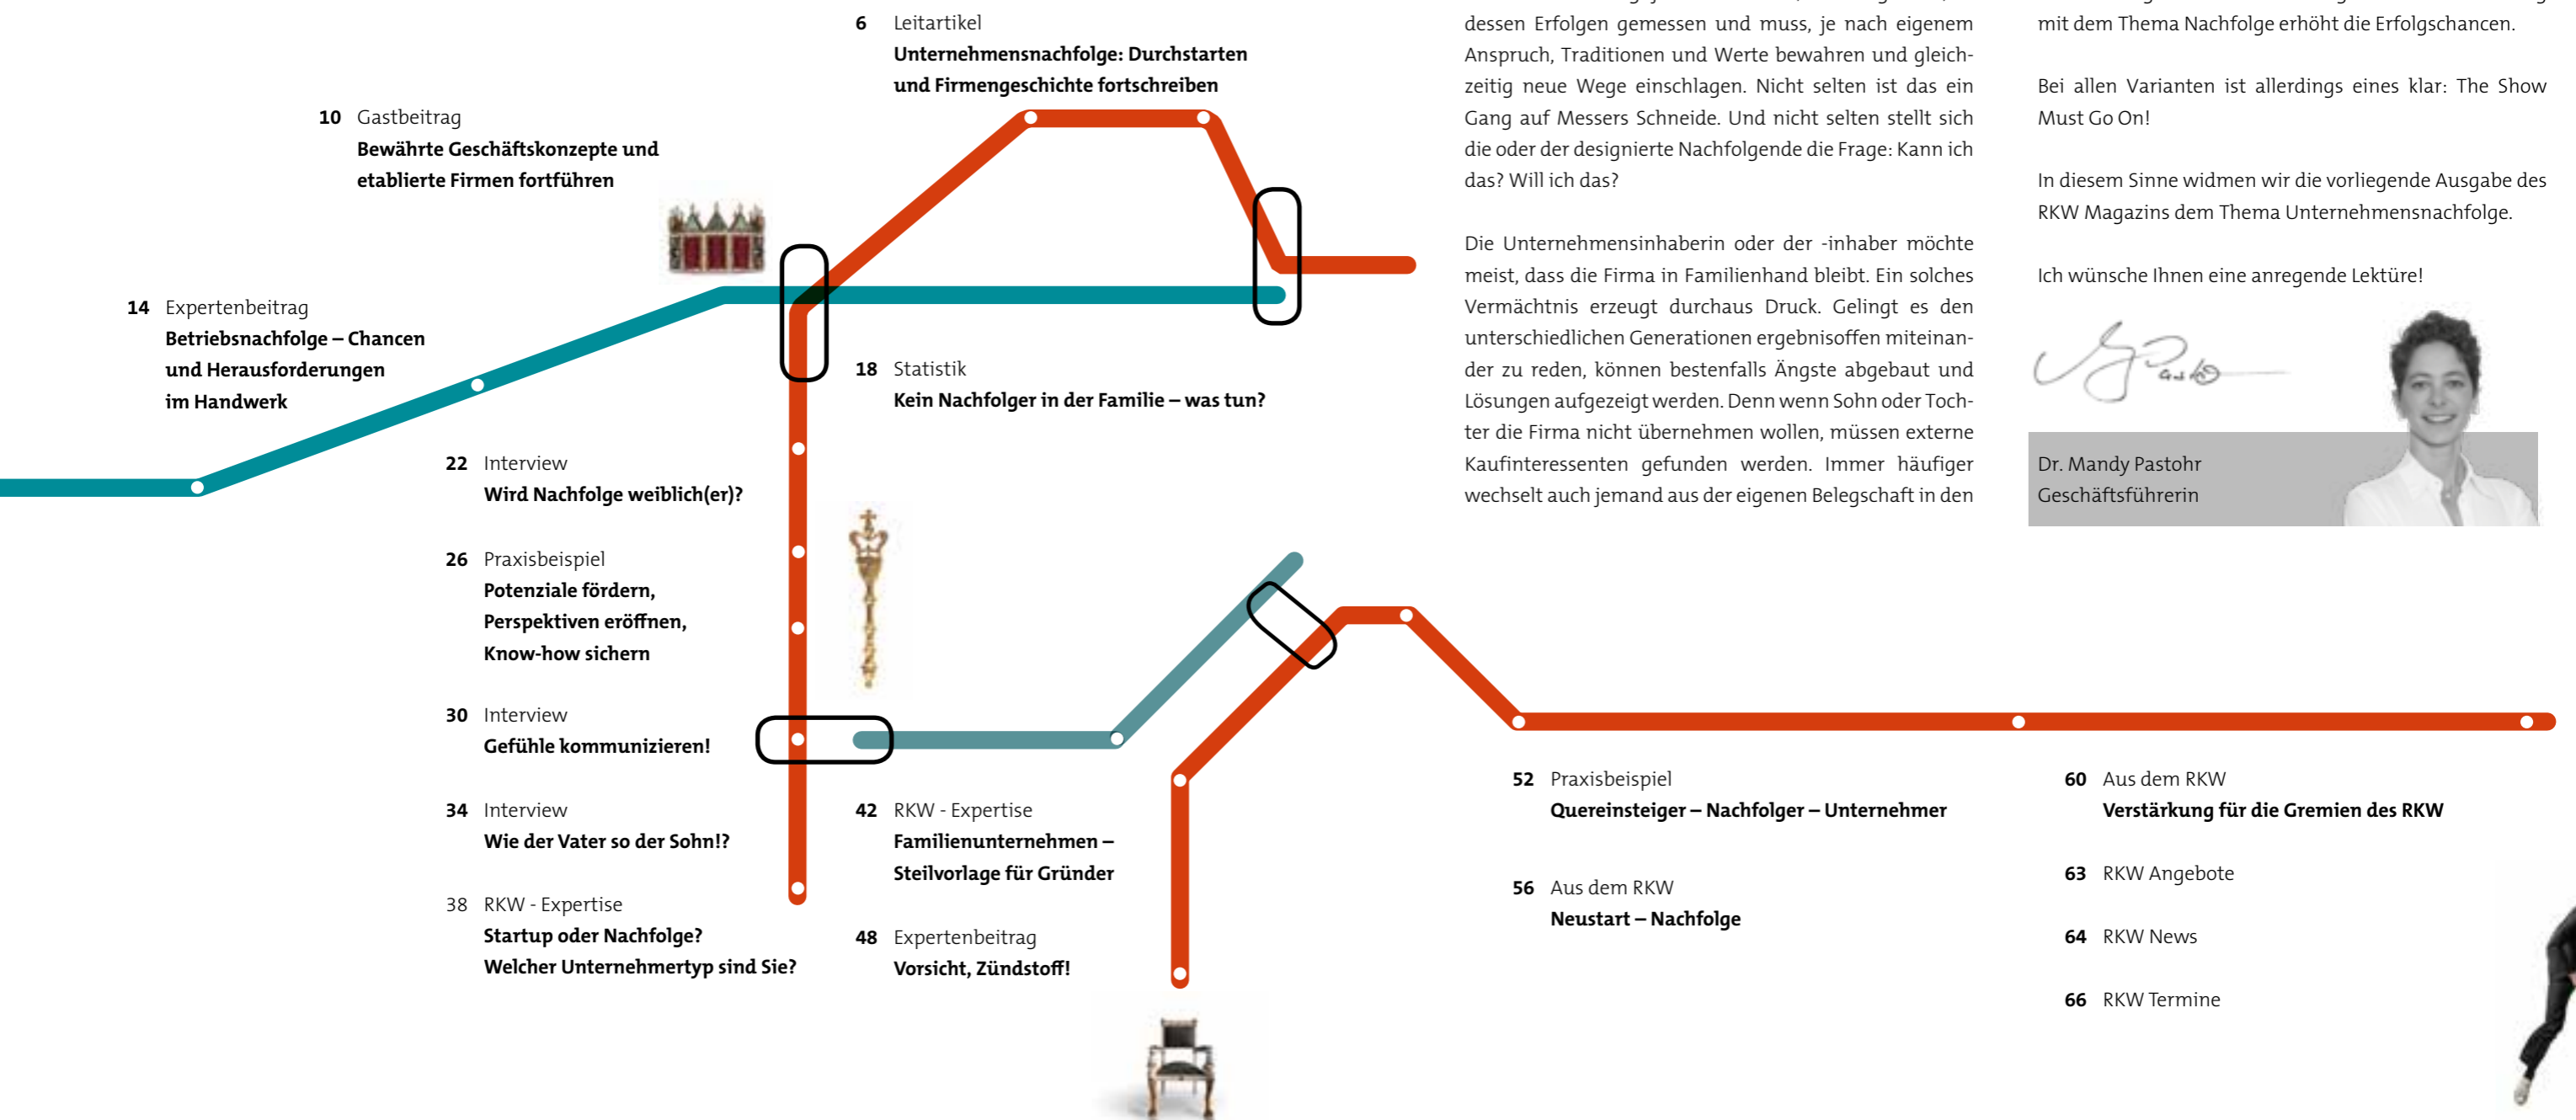 6 Leitartikel
Unternehmensnachfolge: Durchstarten
und Firmengeschichte fortschreiben
10 Gastbeitrag
Bewährte Geschäftskonzepte und
etablierte Firmen fortführen
14 Expertenbeitrag
Betriebsnachfolge – Chancen
und Herausforderungen
im Handwerk
18 Statistik
Kein Nachfolger in der Familie – was tun?
22 Interview
Wird Nachfolge weiblich(er)?
26 Praxisbeispiel
Potenziale fördern,
Perspektiven eröffnen,
Know-how sichern
30 Interview
Gefühle kommunizieren!
34 Interview
Wie der Vater so der Sohn!?
38 RKW - Expertise
Startup oder Nachfolge?
Welcher Unternehmertyp sind Sie?
42 RKW - Expertise
Familienunternehmen –
Steilvorlage für Gründer
48 Expertenbeitrag
Vorsicht, Zündstoff!
52 Praxisbeispiel
Quereinsteiger – Nachfolger – Unternehmer
56 Aus dem RKW
Neustart – Nachfolge
60 Aus dem RKW
Verstärkung für die Gremien des RKW
63 RKW Angebote
64 RKW News
66 RKW Termine
dessen Erfolgen gemessen und muss, je nach eigenem
Anspruch, Traditionen und Werte bewahren und gleich-
zeitig neue Wege einschlagen. Nicht selten ist das ein
Gang auf Messers Schneide. Und nicht selten stellt sich
die oder der designierte Nachfolgende die Frage: Kann ich
das? Will ich das?
Die Unternehmensinhaberin oder der -inhaber möchte
meist, dass die Firma in Familienhand bleibt. Ein solches
Vermächtnis erzeugt durchaus Druck. Gelingt es den
unterschiedlichen Generationen ergebnisoffen miteinan-
der zu reden, können bestenfalls Ängste abgebaut und
Lösungen aufgezeigt werden. Denn wenn Sohn oder Toch-
ter die Firma nicht übernehmen wollen, müssen externe
Kaufinteressenten gefunden werden. Immer häufiger
wechselt auch jemand aus der eigenen Belegschaft in den
mit dem Thema Nachfolge erhöht die Erfolgschancen.
Bei allen Varianten ist allerdings eines klar: The Show
Must Go On!
In diesem Sinne widmen wir die vorliegende Ausgabe des
RKW Magazins dem Thema Unternehmensnachfolge.
Ich wünsche Ihnen eine anregende Lektüre!
Dr. Mandy Pastohr
Geschäftsführerin